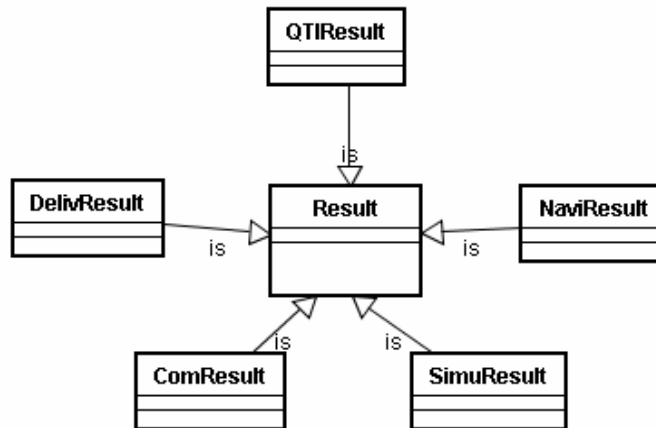 QTIResult
is
DelivResult
Result
NaviResult
is
is
is
is
ComResult
SimuResult